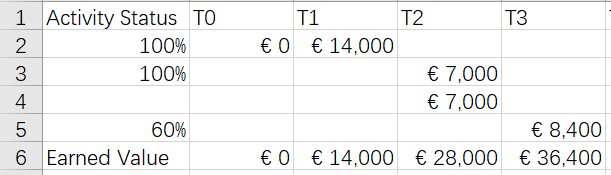 1 Activity Status T0 T1 T2 T3
2 100% € 0 € 14,000
3 100% € 7,000
4 € 7,000
5 60% € 8,400
6 Earned Value € 0 € 14,000 € 28,000 € 36,400